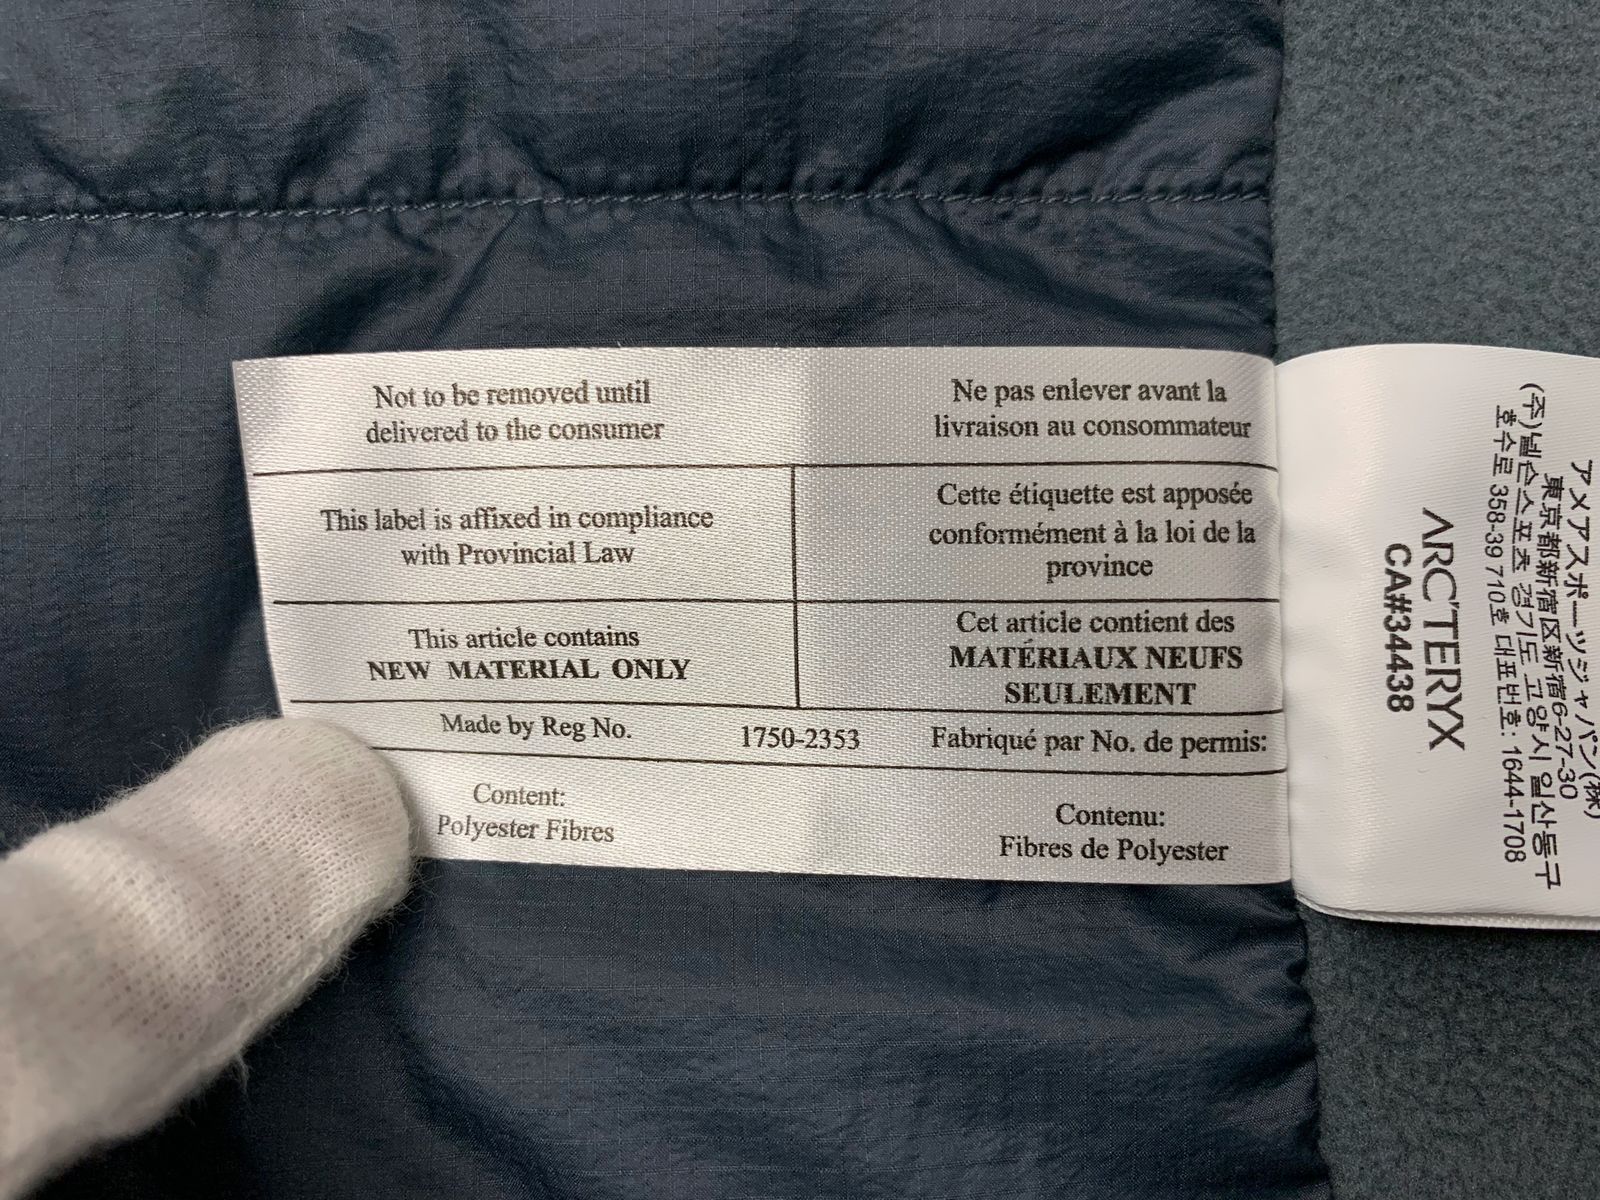 Not to be removed until
delivered to the consumer
Ne pas enlever avant la
livraison au consommateur
This label is affixed in compliance
with Provincial Law
Cette étiquette est apposée
conformément à la loi de la
province
This article contains
NEW MATERIAL ONLY
Cet article contient des
MATÉRIAUX NEUFS
SEULEMENT
Made by Reg No.
1750-2353
Fabriqué par No. de permis:
Content:
Polyester Fibres
Contenu:
Fibres de Polyester
アメアスポーツジャパン(株)
東京都新宿区新宿6-27-30
(주)넬슨스포츠 경기도 고양시 일산동구
호수로 358-39 710호 대표번호: 1644-1708
ARC'TERYX
CA#34438